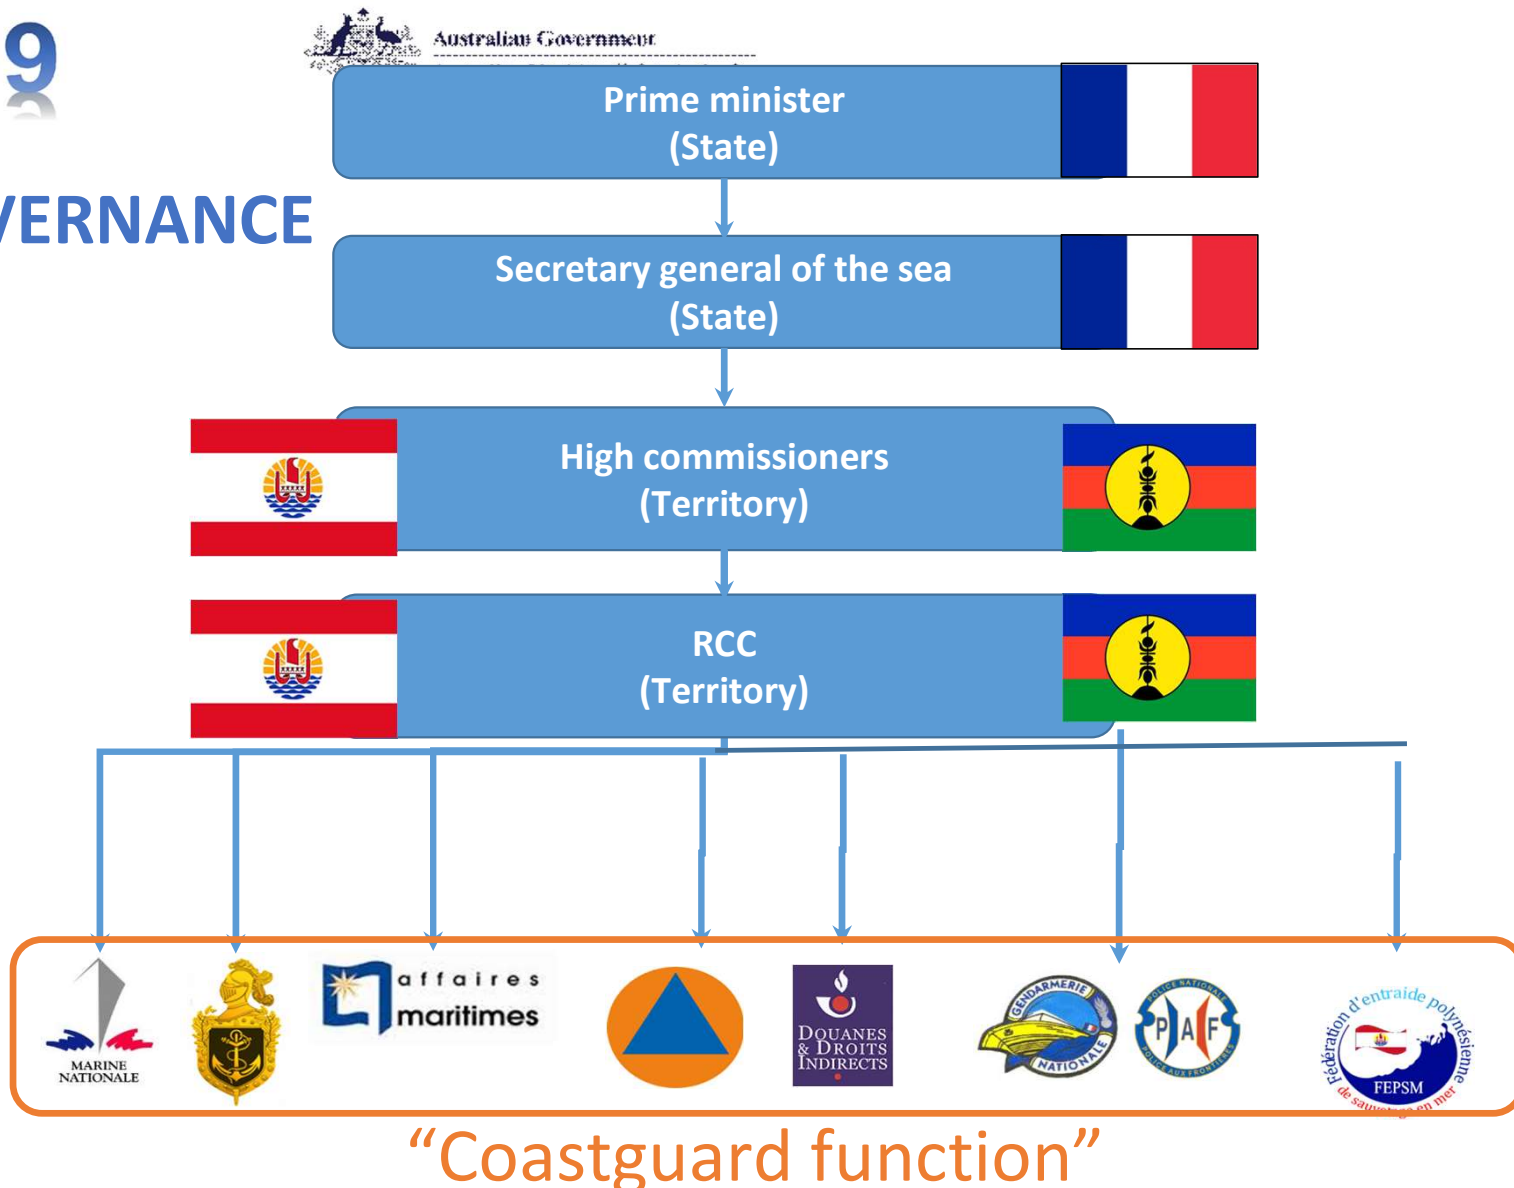 9
Australian Government
VERNANCE
Prime minister
(State)
Secretary general of the sea
(State)
High commissioners
(Territory)
RCC
(Territory)
MARINE
NATIONALE
affaires
maritimes
DOUANES
& DROITS
INDIRECTS
GENDARMERIE
NATIONALE
POLICE NATIONALE
PAF
POLICE AUX FRONTIÈRES
Fédération d'entraide polynésienne
FEPSM
de sauvetage en mer
“Coastguard function”